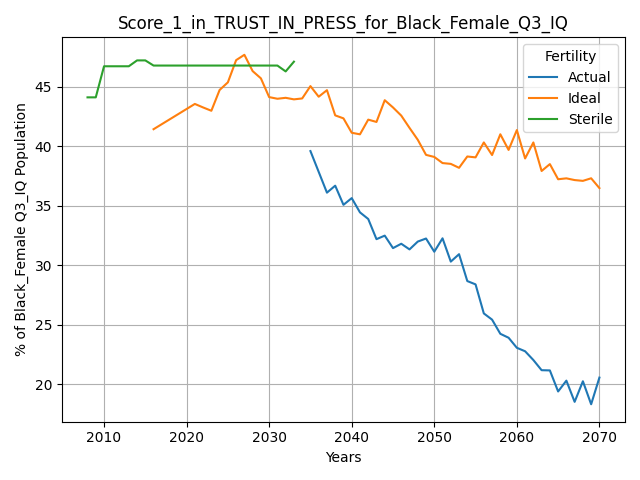 Score_1_in_TRUST_IN_PRESS_for_Black_Female_Q3_IQ
% of Black_Female Q3_IQ Population
45
40
35
30
25
20
Fertility
Actual
Ideal
Sterile
2010
2020
2030
2040
2050
2060
2070
Years